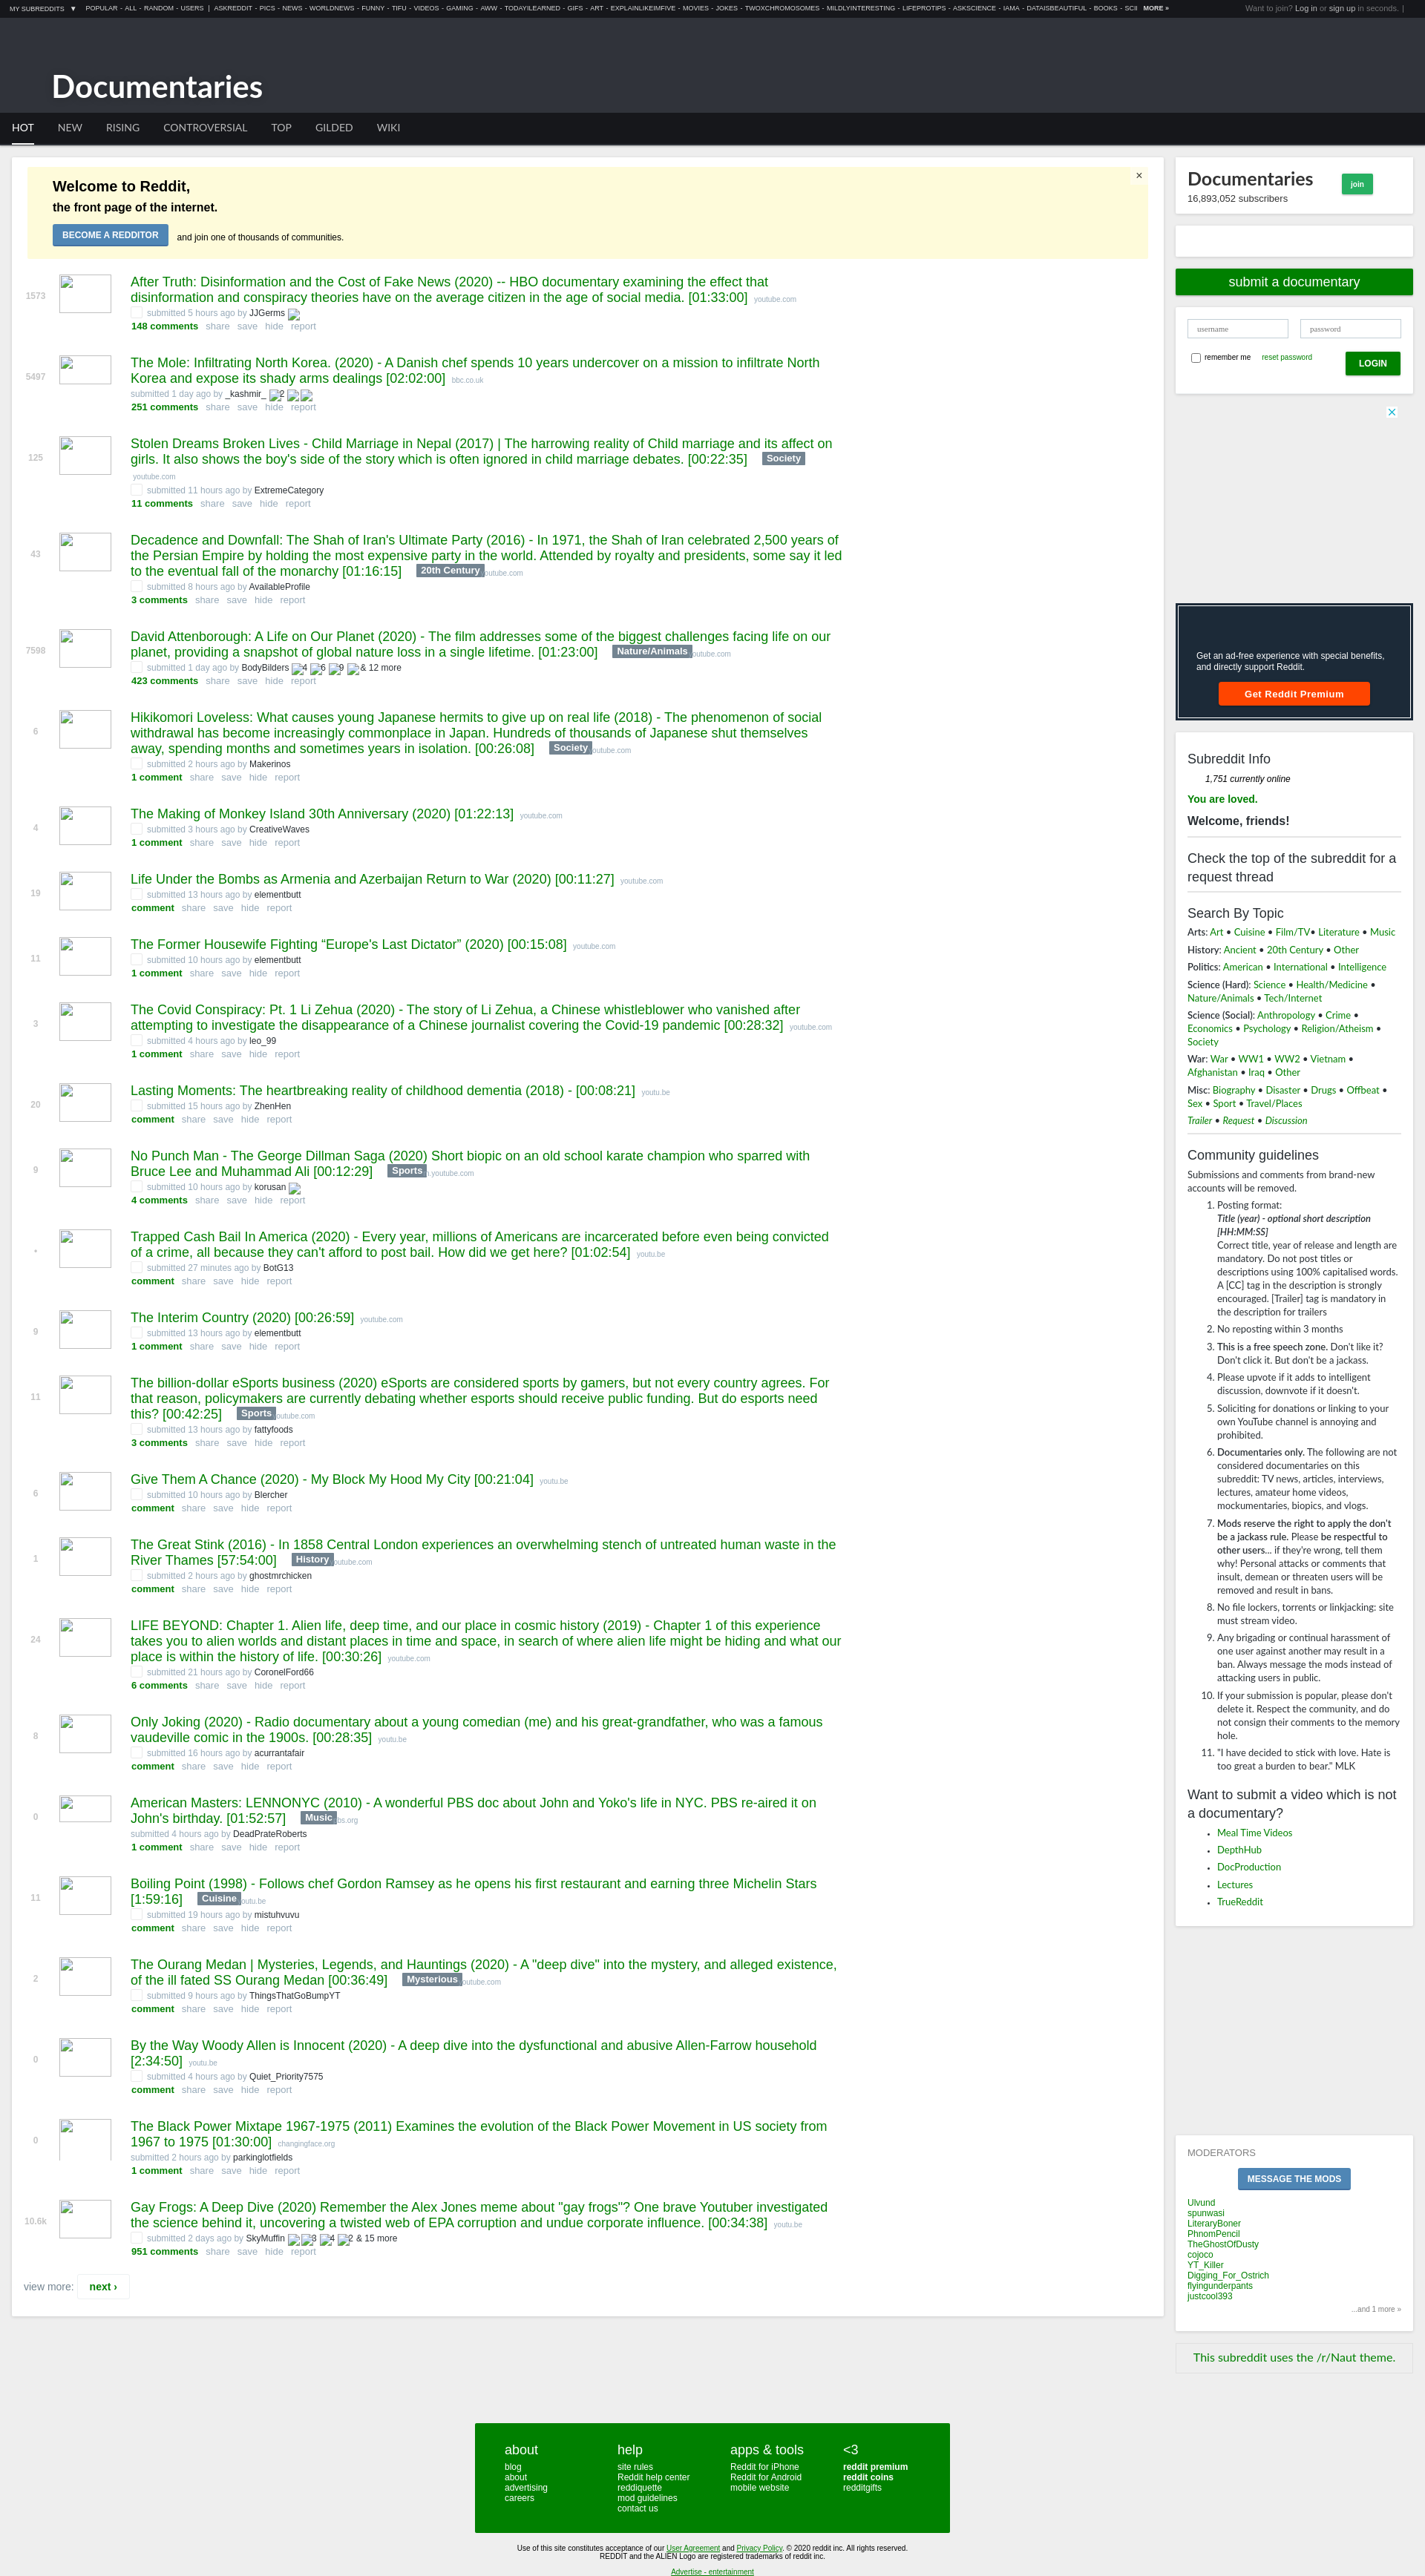 MY SUBREDDITS ▼ POPULAR - ALL - RANDOM - USERS | ASKREDDIT - PICS - NEWS - WORLDNEWS - FUNNY - TIFU - VIDEOS - GAMING - AWW - TODAYILEARNED - GIFS - ART - EXPLAINLIKEIMFIVE - MOVIES - JOKES - TWOXCHROMOSOMES - MILDLYINTERESTING - LIFEPROTIPS - ASKSCIENCE - IAMA - DATAISBEAUTIFUL - BOOKS - SCII MORE »
Want to join? Log in or sign up in seconds. |
Documentaries
HOT NEW RISING CONTROVERSIAL TOP GILDED WIKI
Welcome to Reddit,
×
the front page of the internet.
BECOME A REDDITOR and join one of thousands of communities.
1573
After Truth: Disinformation and the Cost of Fake News (2020) -- HBO documentary examining the effect that
disinformation and conspiracy theories have on the average citizen in the age of social media. [01:33:00] youtube.com
submitted 5 hours ago by JJGerms
148 comments share save hide report
5497
The Mole: Infiltrating North Korea. (2020) - A Danish chef spends 10 years undercover on a mission to infiltrate North
Korea and expose its shady arms dealings [02:02:00] bbc.co.uk
submitted 1 day ago by _kashmir_ 2
251 comments share save hide report
125
Stolen Dreams Broken Lives - Child Marriage in Nepal (2017) | The harrowing reality of Child marriage and its affect on
girls. It also shows the boy's side of the story which is often ignored in child marriage debates. [00:22:35] Society
youtube.com
submitted 11 hours ago by ExtremeCategory
11 comments share save hide report
43
Decadence and Downfall: The Shah of Iran's Ultimate Party (2016) - In 1971, the Shah of Iran celebrated 2,500 years of
the Persian Empire by holding the most expensive party in the world. Attended by royalty and presidents, some say it led
to the eventual fall of the monarchy [01:16:15] 20th Century outube.com
submitted 8 hours ago by AvailableProfile
3 comments share save hide report
7598
David Attenborough: A Life on Our Planet (2020) - The film addresses some of the biggest challenges facing life on our
planet, providing a snapshot of global nature loss in a single lifetime. [01:23:00] Nature/Animals outube.com
submitted 1 day ago by BodyBilders 4 6 9 & 12 more
423 comments share save hide report
6
Hikikomori Loveless: What causes young Japanese hermits to give up on real life (2018) - The phenomenon of social
withdrawal has become increasingly commonplace in Japan. Hundreds of thousands of Japanese shut themselves
away, spending months and sometimes years in isolation. [00:26:08] Society outube.com
submitted 2 hours ago by Makerinos
1 comment share save hide report
4
The Making of Monkey Island 30th Anniversary (2020) [01:22:13] youtube.com
submitted 3 hours ago by CreativeWaves
1 comment share save hide report
19
Life Under the Bombs as Armenia and Azerbaijan Return to War (2020) [00:11:27] youtube.com
submitted 13 hours ago by elementbutt
comment share save hide report
11
The Former Housewife Fighting “Europe's Last Dictator” (2020) [00:15:08] youtube.com
submitted 10 hours ago by elementbutt
1 comment share save hide report
3
The Covid Conspiracy: Pt. 1 Li Zehua (2020) - The story of Li Zehua, a Chinese whistleblower who vanished after
attempting to investigate the disappearance of a Chinese journalist covering the Covid-19 pandemic [00:28:32] youtube.com
submitted 4 hours ago by leo_99
1 comment share save hide report
20
Lasting Moments: The heartbreaking reality of childhood dementia (2018) - [00:08:21] youtu.be
submitted 15 hours ago by ZhenHen
comment share save hide report
9
No Punch Man - The George Dillman Saga (2020) Short biopic on an old school karate champion who sparred with
Bruce Lee and Muhammad Ali [00:12:29] Sports .youtube.com
submitted 10 hours ago by korusan
4 comments share save hide report
•
Trapped Cash Bail In America (2020) - Every year, millions of Americans are incarcerated before even being convicted
of a crime, all because they can't afford to post bail. How did we get here? [01:02:54] youtu.be
submitted 27 minutes ago by BotG13
comment share save hide report
9
The Interim Country (2020) [00:26:59] youtube.com
submitted 13 hours ago by elementbutt
1 comment share save hide report
11
The billion-dollar eSports business (2020) eSports are considered sports by gamers, but not every country agrees. For
that reason, policymakers are currently debating whether esports should receive public funding. But do esports need
this? [00:42:25] Sports outube.com
submitted 13 hours ago by fattyfoods
3 comments share save hide report
6
Give Them A Chance (2020) - My Block My Hood My City [00:21:04] youtu.be
submitted 10 hours ago by Blercher
comment share save hide report
1
The Great Stink (2016) - In 1858 Central London experiences an overwhelming stench of untreated human waste in the
River Thames [57:54:00] History outube.com
submitted 2 hours ago by ghostmrchicken
comment share save hide report
24
LIFE BEYOND: Chapter 1. Alien life, deep time, and our place in cosmic history (2019) - Chapter 1 of this experience
takes you to alien worlds and distant places in time and space, in search of where alien life might be hiding and what our
place is within the history of life. [00:30:26] youtube.com
submitted 21 hours ago by CoronelFord66
6 comments share save hide report
8
Only Joking (2020) - Radio documentary about a young comedian (me) and his great-grandfather, who was a famous
vaudeville comic in the 1900s. [00:28:35] youtu.be
submitted 16 hours ago by acurrantafair
comment share save hide report
0
American Masters: LENNONYC (2010) - A wonderful PBS doc about John and Yoko's life in NYC. PBS re-aired it on
John's birthday. [01:52:57] Music bs.org
submitted 4 hours ago by DeadPrateRoberts
1 comment share save hide report
11
Boiling Point (1998) - Follows chef Gordon Ramsey as he opens his first restaurant and earning three Michelin Stars
[1:59:16] Cuisine outu.be
submitted 19 hours ago by mistuhvuvu
comment share save hide report
2
The Ourang Medan | Mysteries, Legends, and Hauntings (2020) - A "deep dive" into the mystery, and alleged existence,
of the ill fated SS Ourang Medan [00:36:49] Mysterious outube.com
submitted 9 hours ago by ThingsThatGoBumpYT
comment share save hide report
0
By the Way Woody Allen is Innocent (2020) - A deep dive into the dysfunctional and abusive Allen-Farrow household
[2:34:50] youtu.be
submitted 4 hours ago by Quiet_Priority7575
comment share save hide report
0
The Black Power Mixtape 1967-1975 (2011) Examines the evolution of the Black Power Movement in US society from
1967 to 1975 [01:30:00] changingface.org
submitted 2 hours ago by parkinglotfields
1 comment share save hide report
10.6k
Gay Frogs: A Deep Dive (2020) Remember the Alex Jones meme about "gay frogs"? One brave Youtuber investigated
the science behind it, uncovering a twisted web of EPA corruption and undue corporate influence. [00:34:38] youtu.be
submitted 2 days ago by SkyMuffin 3 4 2 & 15 more
951 comments share save hide report
view more: next ›
Documentaries
join
16,893,052 subscribers
submit a documentary
username password
remember me reset password LOGIN
Get an ad-free experience with special benefits,
and directly support Reddit.
Get Reddit Premium
Subreddit Info
1,751 currently online
You are loved.
Welcome, friends!
Check the top of the subreddit for a
request thread
Search By Topic
Arts: Art • Cuisine • Film/TV• Literature • Music
History: Ancient • 20th Century • Other
Politics: American • International • Intelligence
Science (Hard): Science • Health/Medicine •
Nature/Animals • Tech/Internet
Science (Social): Anthropology • Crime •
Economics • Psychology • Religion/Atheism •
Society
War: War • WW1 • WW2 • Vietnam •
Afghanistan • Iraq • Other
Misc: Biography • Disaster • Drugs • Offbeat •
Sex • Sport • Travel/Places
Trailer • Request • Discussion
Community guidelines
Submissions and comments from brand-new
accounts will be removed.
1. Posting format:
Title (year) - optional short description
[HH:MM:SS]
Correct title, year of release and length are
mandatory. Do not post titles or
descriptions using 100% capitalised words.
A [CC] tag in the description is strongly
encouraged. [Trailer] tag is mandatory in
the description for trailers
2. No reposting within 3 months
3. This is a free speech zone. Don't like it?
Don't click it. But don't be a jackass.
4. Please upvote if it adds to intelligent
discussion, downvote if it doesn't.
5. Soliciting for donations or linking to your
own YouTube channel is annoying and
prohibited.
6. Documentaries only. The following are not
considered documentaries on this
subreddit: TV news, articles, interviews,
lectures, amateur home videos,
mockumentaries, biopics, and vlogs.
7. Mods reserve the right to apply the don't
be a jackass rule. Please be respectful to
other users... if they're wrong, tell them
why! Personal attacks or comments that
insult, demean or threaten users will be
removed and result in bans.
8. No file lockers, torrents or linkjacking: site
must stream video.
9. Any brigading or continual harassment of
one user against another may result in a
ban. Always message the mods instead of
attacking users in public.
10. If your submission is popular, please don't
delete it. Respect the community, and do
not consign their comments to the memory
hole.
11. "I have decided to stick with love. Hate is
too great a burden to bear." MLK
Want to submit a video which is not
a documentary?
• Meal Time Videos
• DepthHub
• DocProduction
• Lectures
• TrueReddit
MODERATORS
MESSAGE THE MODS
Ulvund
spunwasi
LiteraryBoner
PhnomPencil
TheGhostOfDusty
cojoco
YT_Killer
Digging_For_Ostrich
flyingunderpants
justcool393
...and 1 more »
This subreddit uses the /r/Naut theme.
about
blog
about
advertising
careers
help
site rules
Reddit help center
reddiquette
mod guidelines
contact us
apps & tools
Reddit for iPhone
Reddit for Android
mobile website
<3
reddit premium
reddit coins
redditgifts
Use of this site constitutes acceptance of our User Agreement and Privacy Policy. © 2020 reddit inc. All rights reserved.
REDDIT and the ALIEN Logo are registered trademarks of reddit inc.
Advertise - entertainment